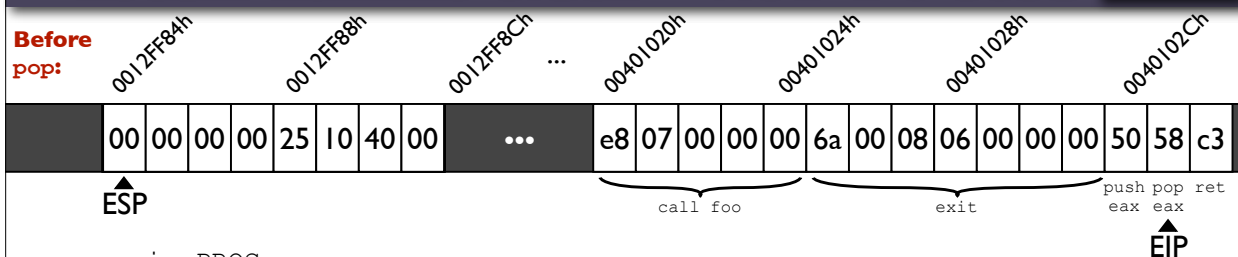 Before
pop:
0012FF84h 0012FF88h 0012FF8Ch ... 00401020h 00401024h 00401028h 0040102Ch
00 00 00 00 25 10 40 00 ... e8 07 00 00 00 6a 00 08 06 00 00 00 50 58 c3
ESP
call foo exit push pop ret
eax eax
EIP
PROC